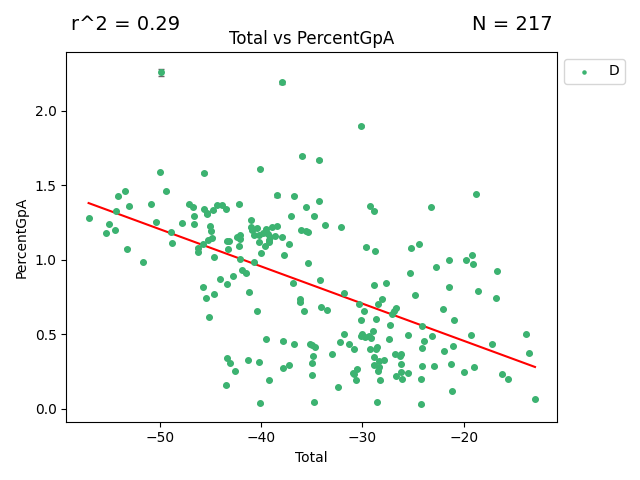 r^2 = 0.29
N = 217
Total vs PercentGpA
D
PercentGpA
2.0
1.5
1.0
0.5
0.0
−50
−40
−30
−20
Total